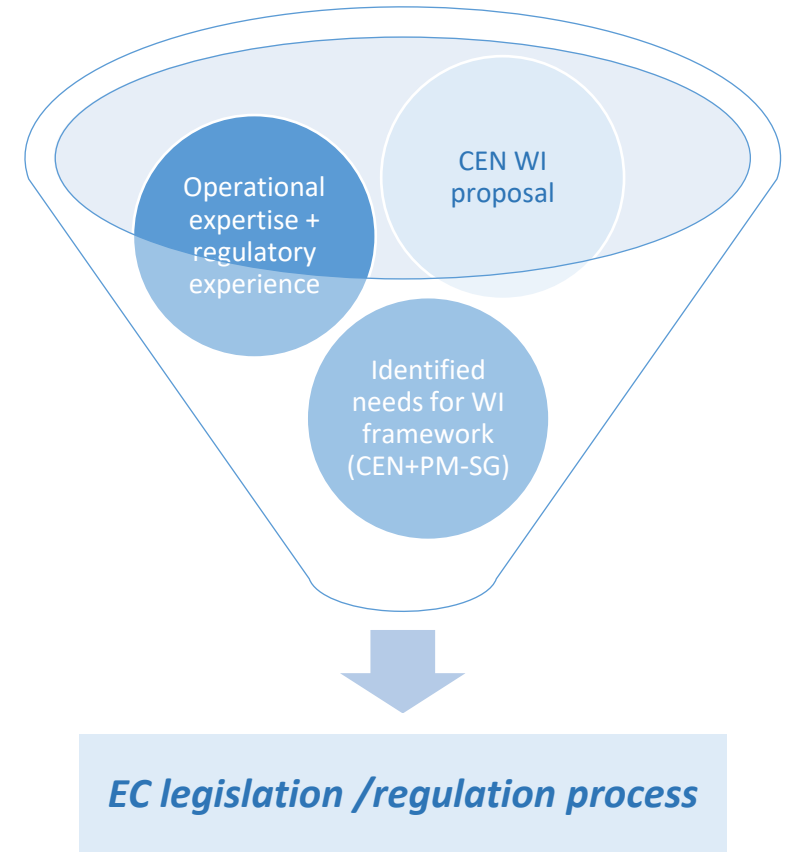 Operational
expertise +
regulatory
experience
CEN WI
proposal
Identified
needs for WI
framework
(CEN+PM-SG)
EC legislation /regulation process